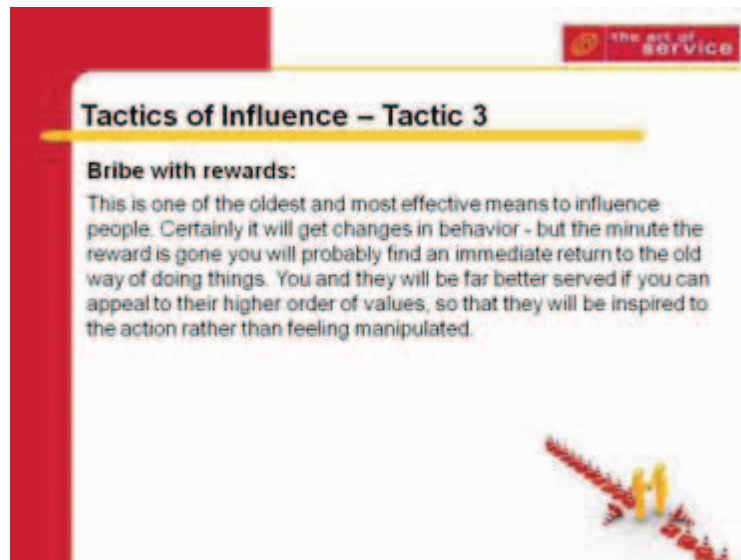 the art of
service
Tactics of Influence – Tactic 3
Bribe with rewards:
This is one of the oldest and most effective means to influence
people. Certainly it will get changes in behavior - but the minute the
reward is gone you will probably find an immediate return to the old
way of doing things. You and they will be far better served if you can
appeal to their higher order of values, so that they will be inspired to
the action rather than feeling manipulated.